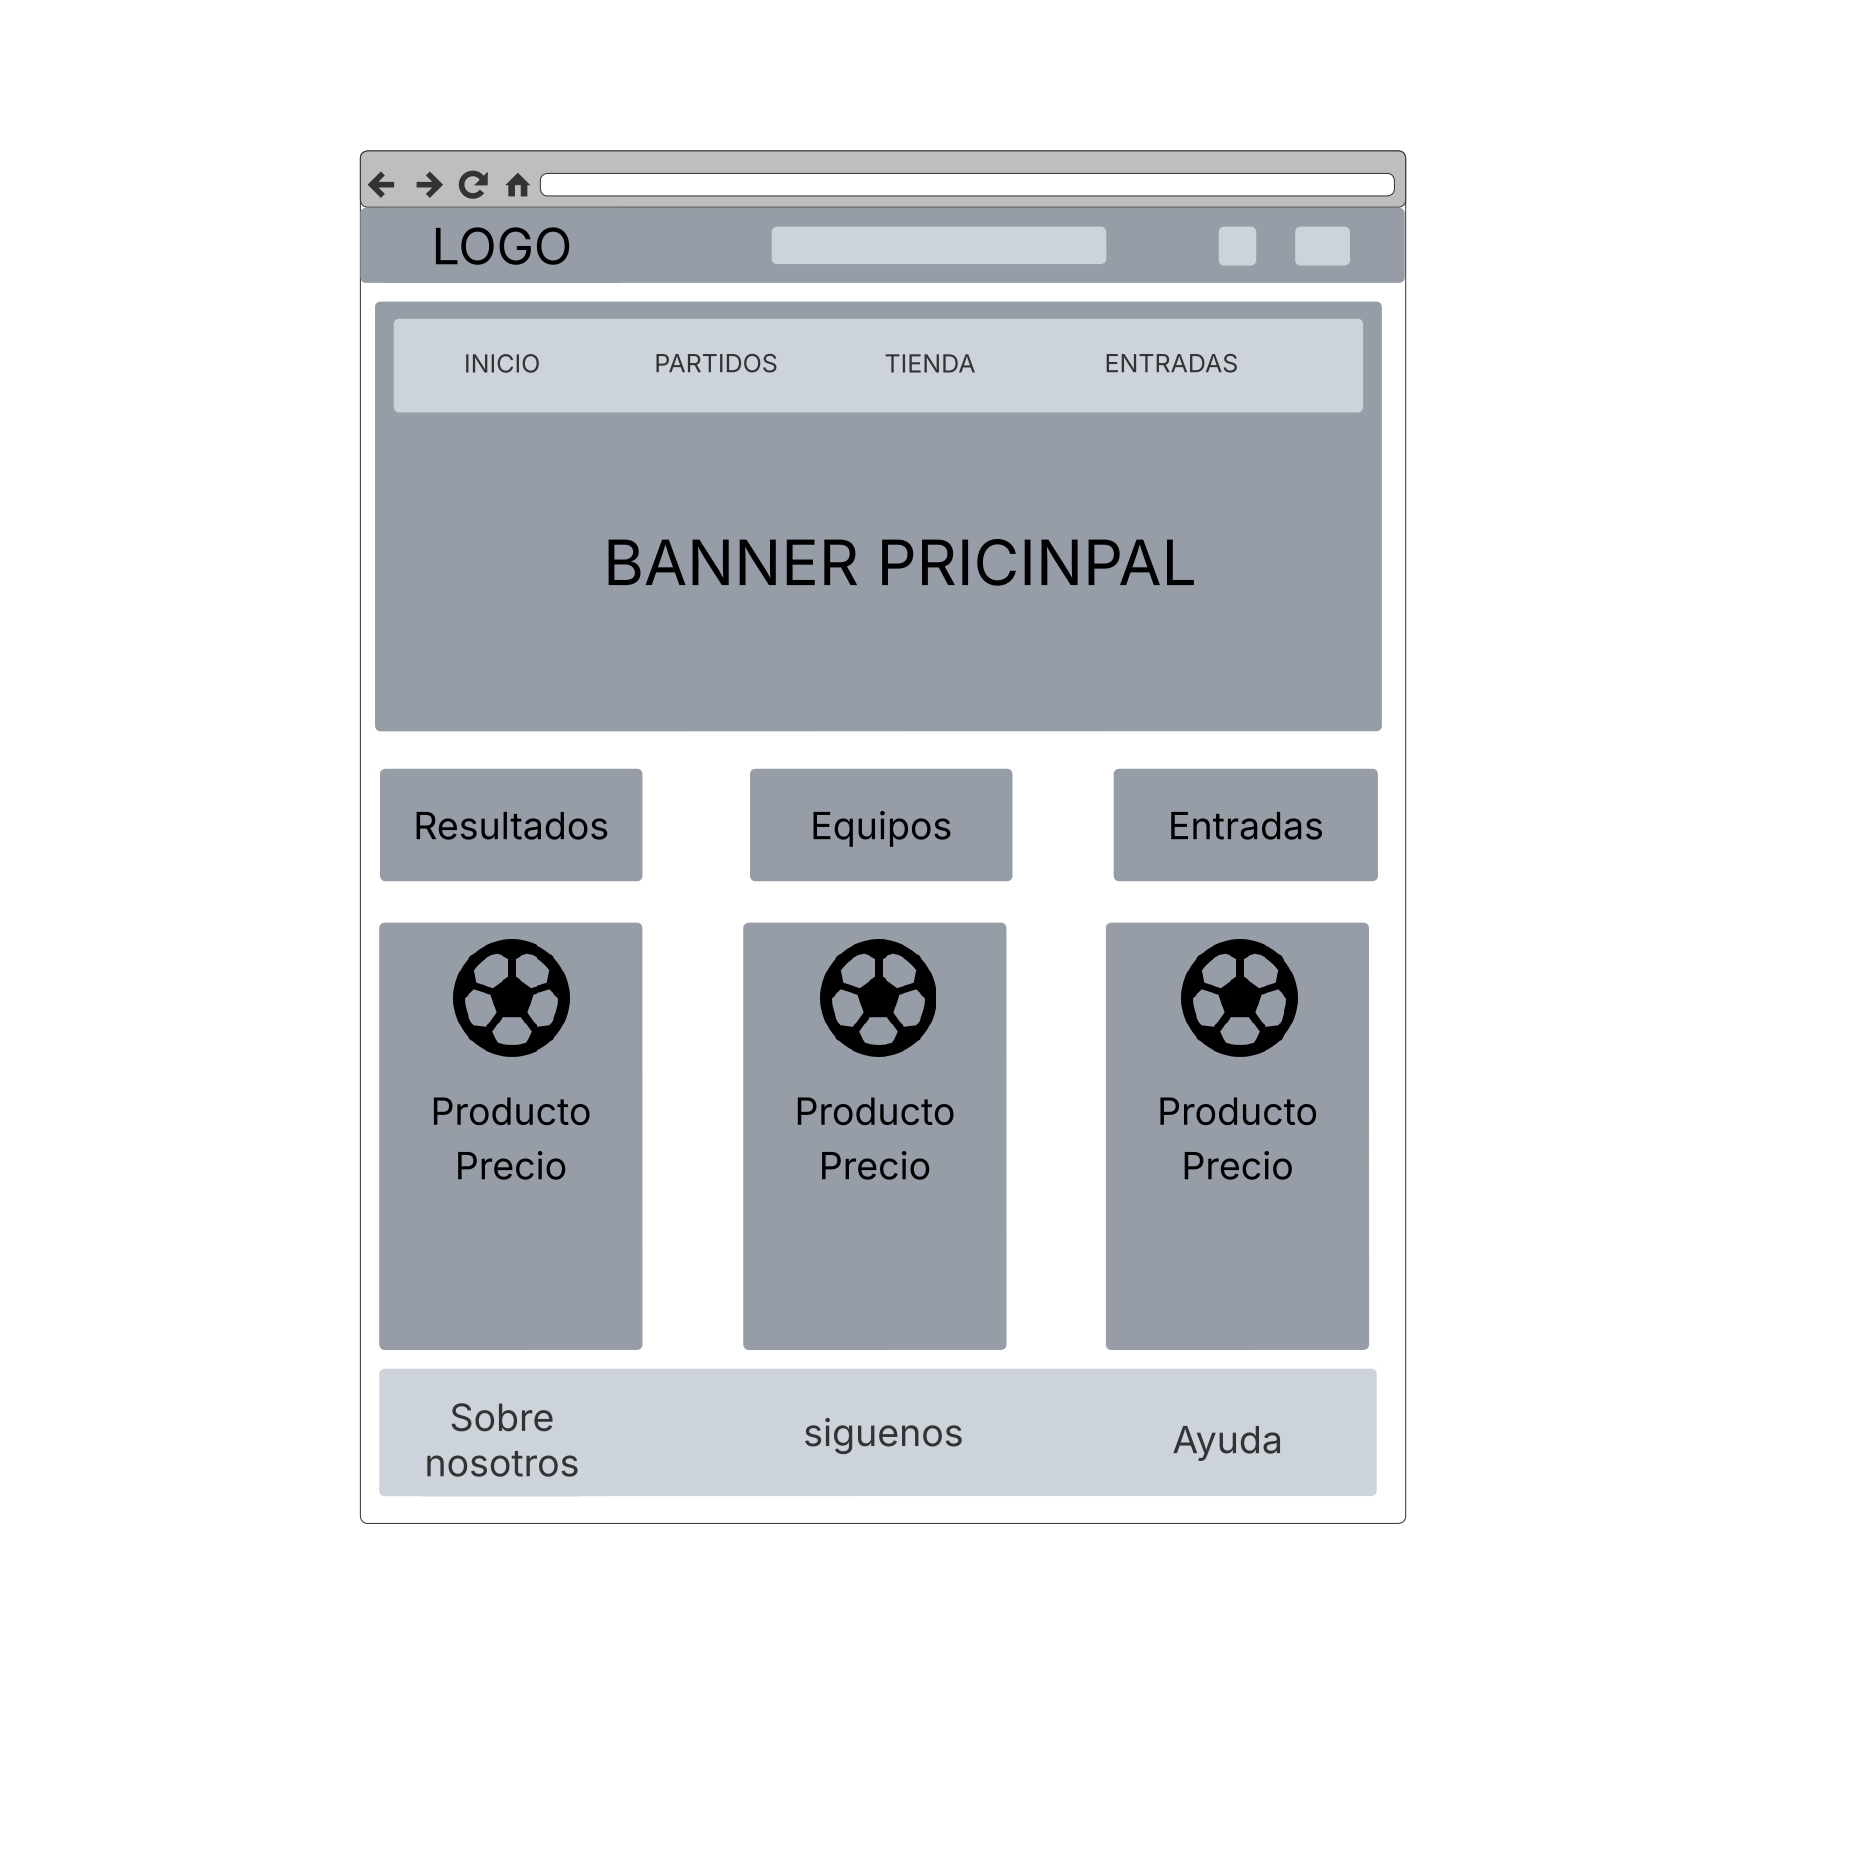 LOGO
INICIO PARTIDOS TIENDA ENTRADAS
BANNER PRICINPAL
Resultados Equipos Entradas
Producto Producto Producto
Precio Precio Precio
Sobre
nosotros
siguenos
Ayuda